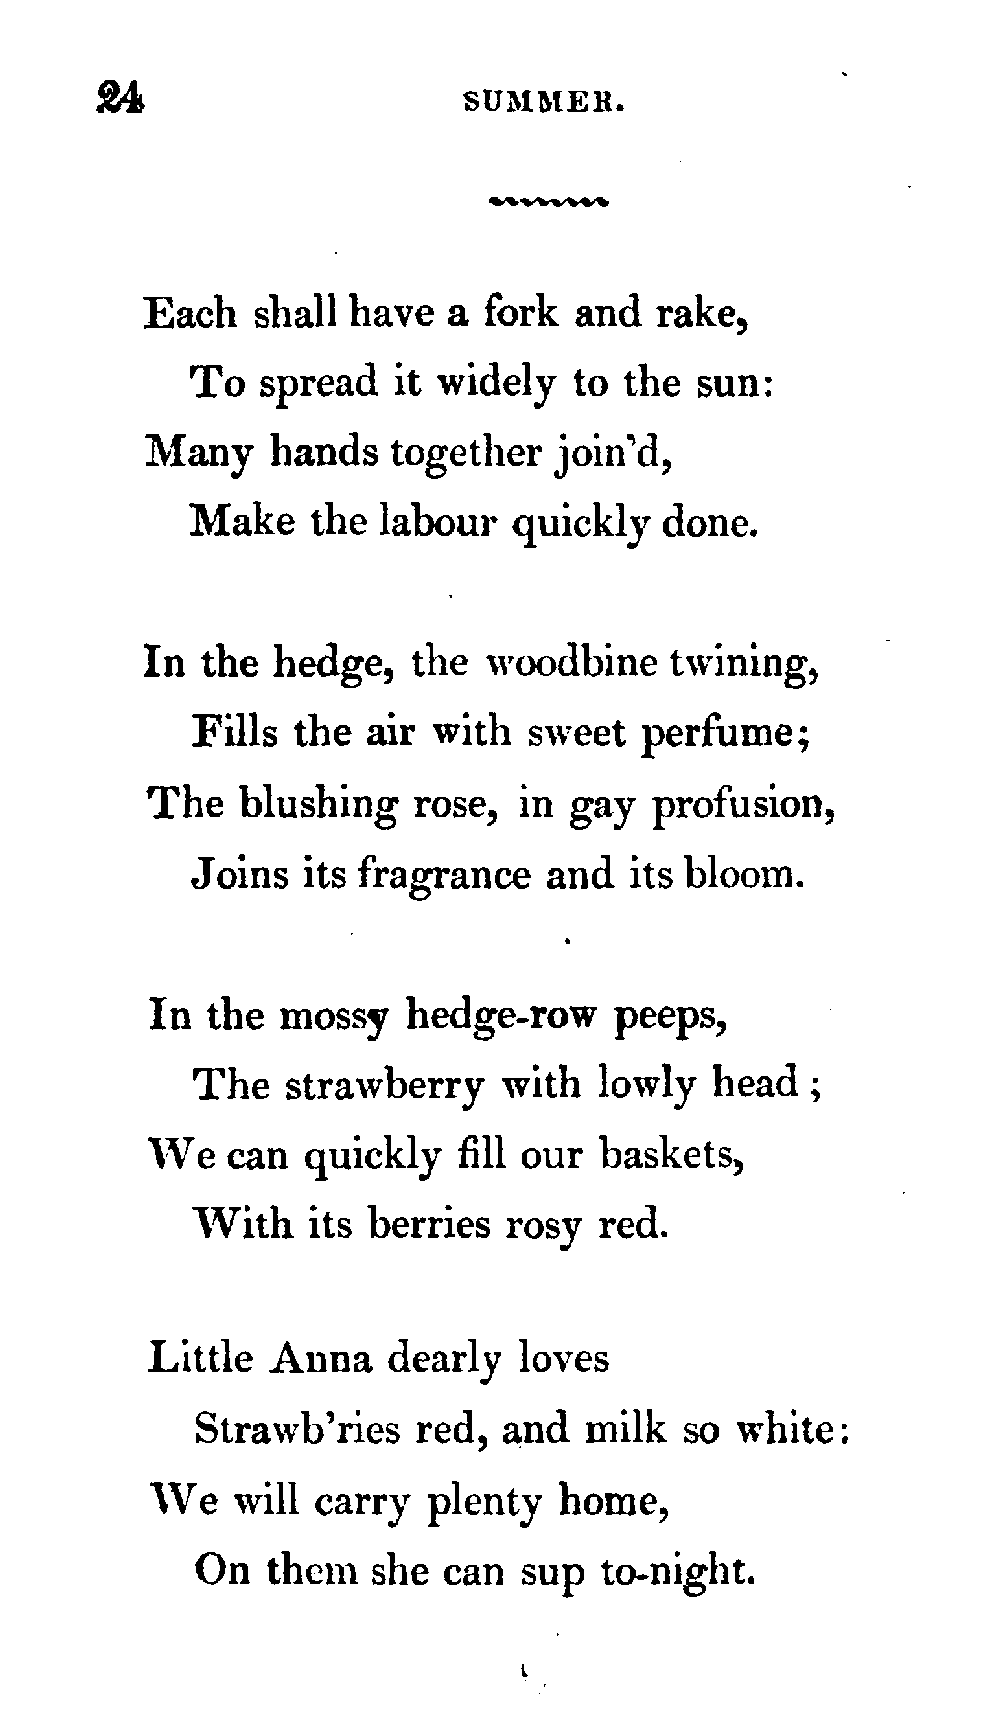 24 SUMMER.
Each shall have a fork and rake,
To spread it widely to the sun:
Many hands together join'd,
Make the labour quickly done.
In the hedge, the woodbine twining,
Fills the air with sweet perfume;
The blushing rose, in gay profusion,
Joins its fragrance and its bloom.
In the mossy hedge-row peeps,
The strawberry with lowly head ;
We can quickly fill our baskets,
With its berries rosy red.
Little Anna dearly loves
Strawb'ries red, and milk so white:
We will carry plenty home,
On them she can sup to-night.